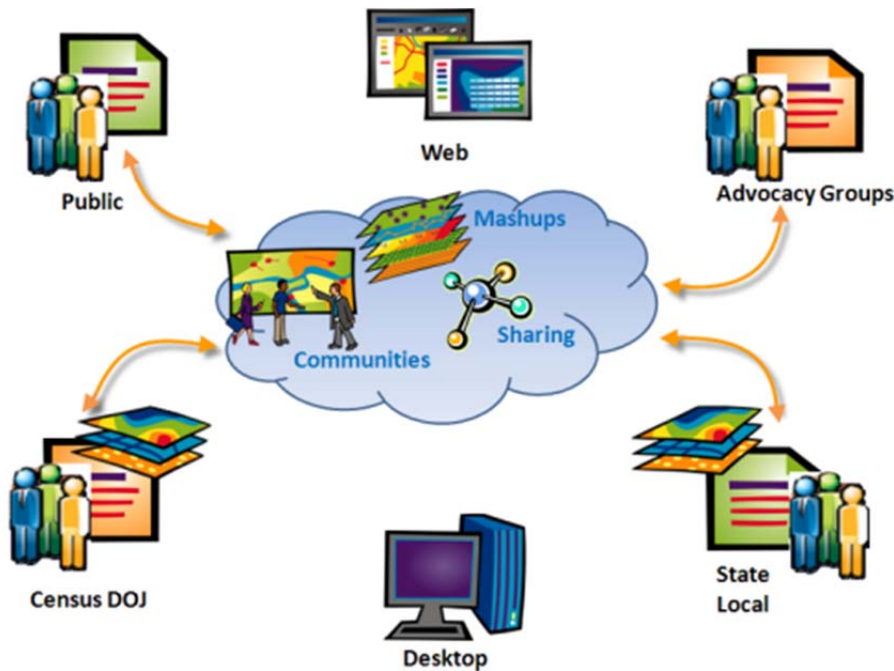 Web
Public
Advocacy Groups
Mashups
Sharing
Communities
Census DOJ
State
Local
Desktop